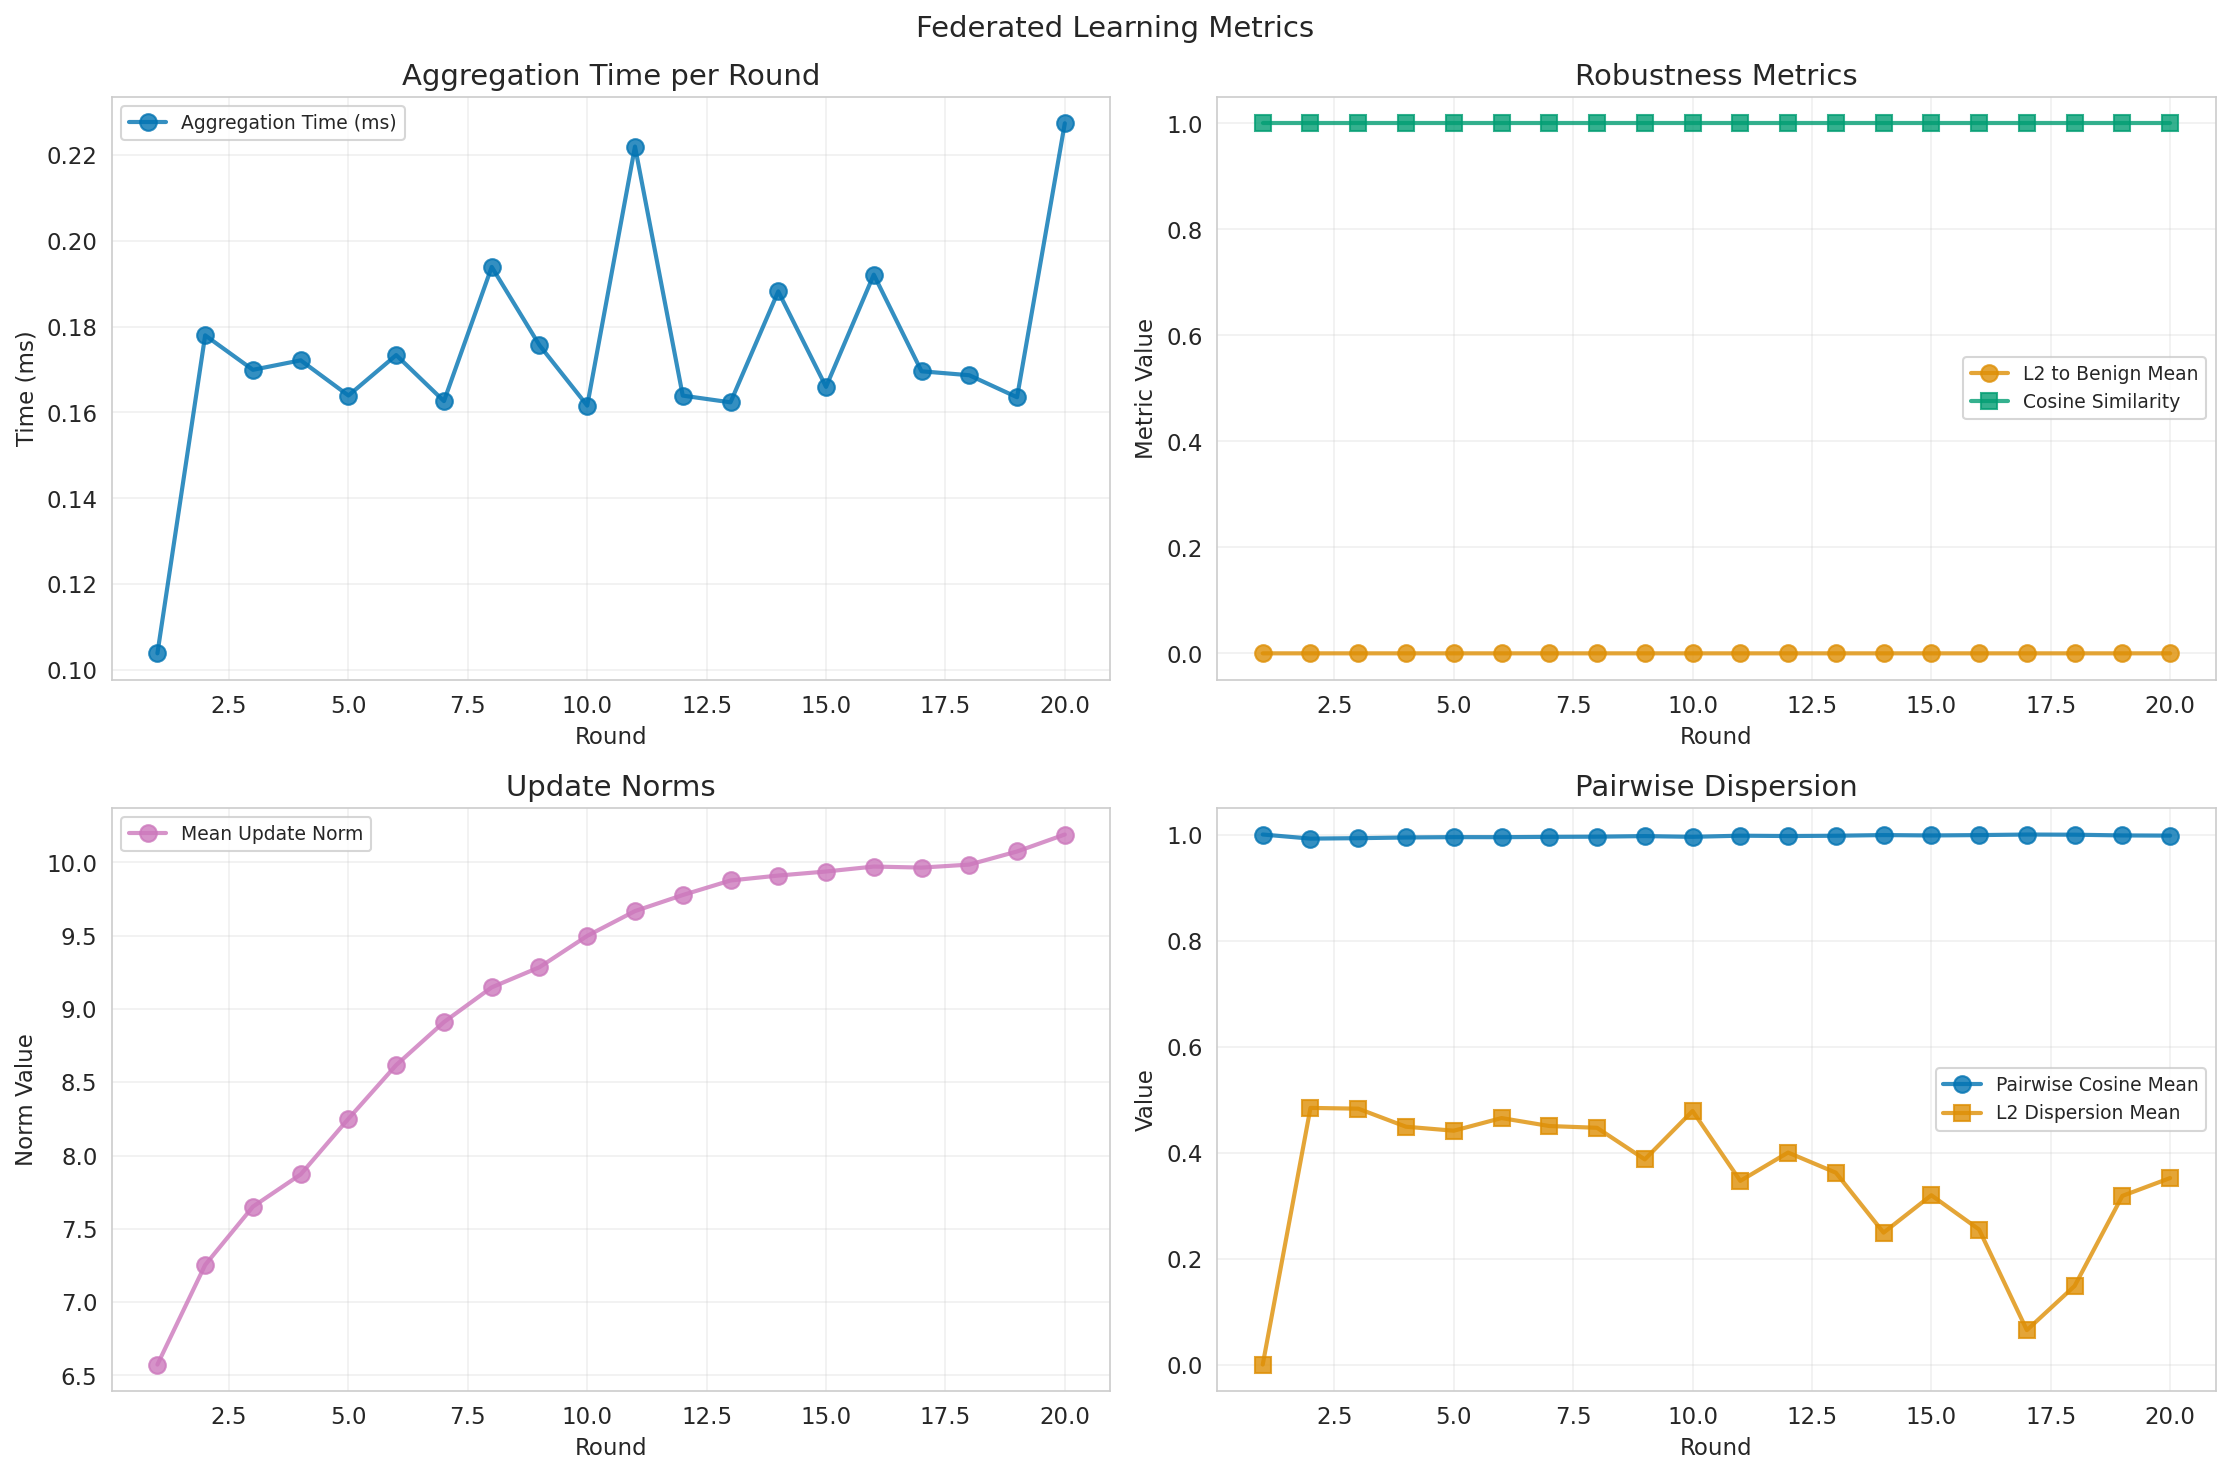 Federated Learning Metrics
Aggregation Time per Round
Aggregation Time (ms)
Time (ms)
0.22
0.20
0.18
0.16
0.14
0.12
0.10
2.5 5.0 7.5 10.0 12.5 15.0 17.5 20.0
Round
Robustness Metrics
L2 to Benign Mean
Cosine Similarity
Metric Value
1.0
0.8
0.6
0.4
0.2
0.0
2.5 5.0 7.5 10.0 12.5 15.0 17.5 20.0
Round
Update Norms
Mean Update Norm
Norm Value
10.0
9.5
9.0
8.5
8.0
7.5
7.0
6.5
2.5 5.0 7.5 10.0 12.5 15.0 17.5 20.0
Round
Pairwise Dispersion
Pairwise Cosine Mean
L2 Dispersion Mean
Value
1.0
0.8
0.6
0.4
0.2
0.0
2.5 5.0 7.5 10.0 12.5 15.0 17.5 20.0
Round